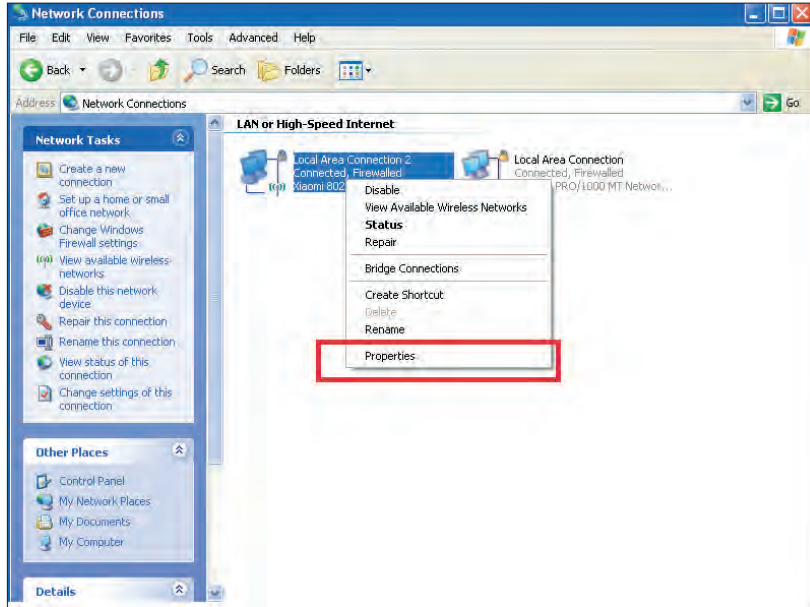 Network Connections
File Edit View Favorites Tools Advanced Help
Back Search Folders
Address Network Connections Go
Network Tasks
Create a new
connection
Set up a home or small
office network
Change Windows
Firewall settings
View available wireless
networks
Disable this network
device
Repair this connection
Rename this connection
View status of this
connection
Change settings of this
connection
Other Places
Control Panel
My Network Places
My Documents
My Computer
Details
LAN or High-Speed Internet
Local Area Connection 2
Connected, Firewalled
Xiaomi 802
Local Area Connection
Connected, Firewalled
PRO/1000 MT Networ...
Disable
View Available Wireless Networks
Status
Repair
Bridge Connections
Create Shortcut
Delete
Rename
Properties